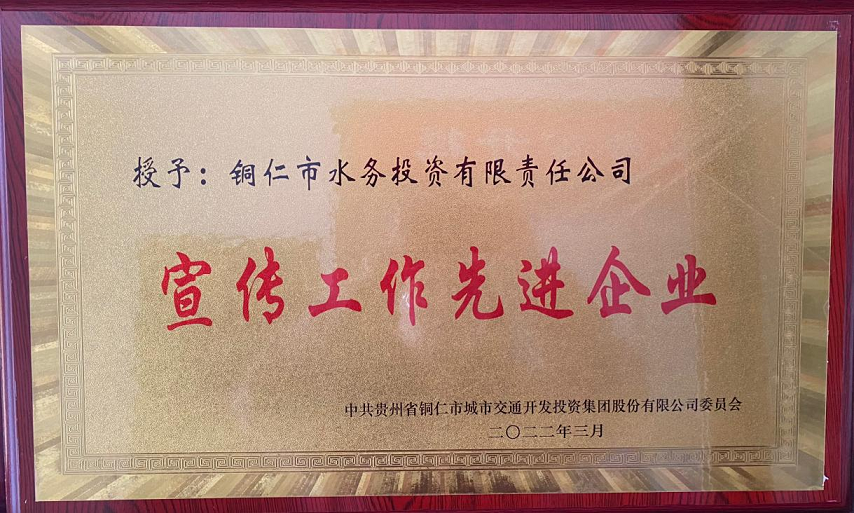 授予：铜仁市水务投资有限责任公司
宣传工作先进企业
中共贵州省铜仁市城市交通开发投资集团股份有限公司委员会
二〇二二年三月